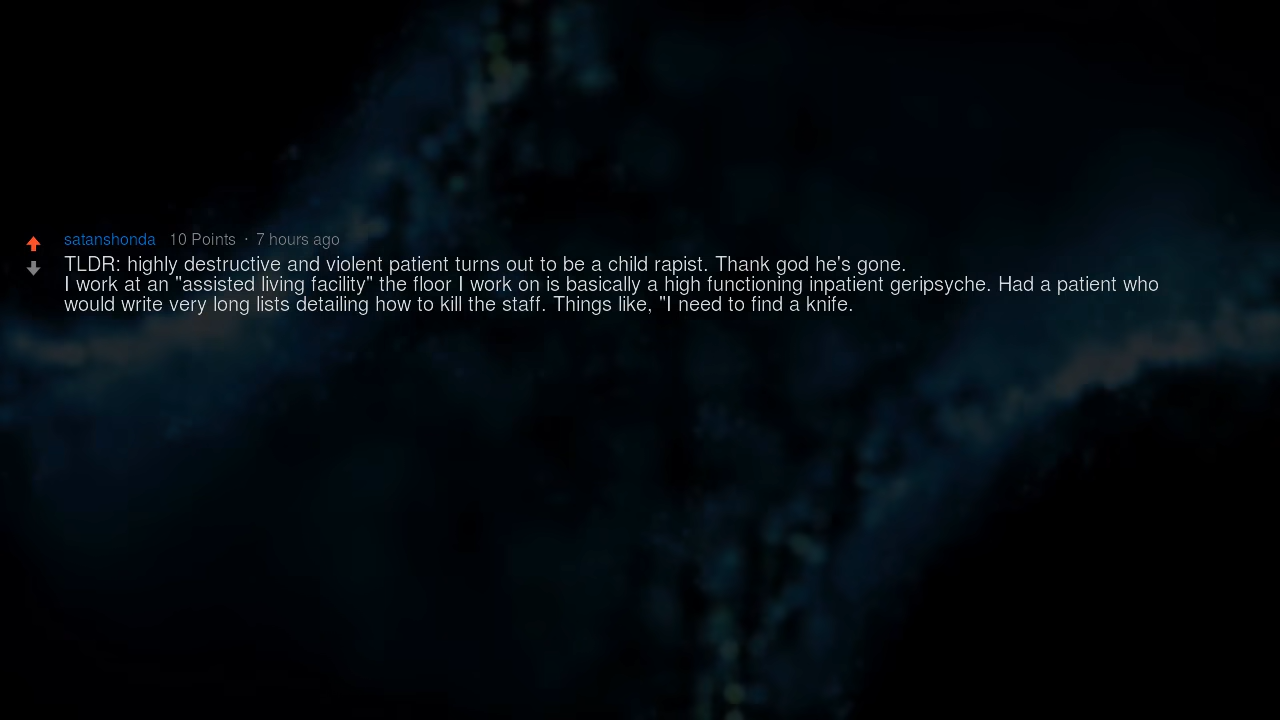 satanshonda 10 Points · 7 hours ago
TLDR: highly destructive and violent patient turns out to be a child rapist. Thank god he's gone.
I work at an "assisted living facility" the floor I work on is basically a high functioning inpatient geripsyche. Had a patient who
would write very long lists detailing how to kill the staff. Things like, "I need to find a knife.